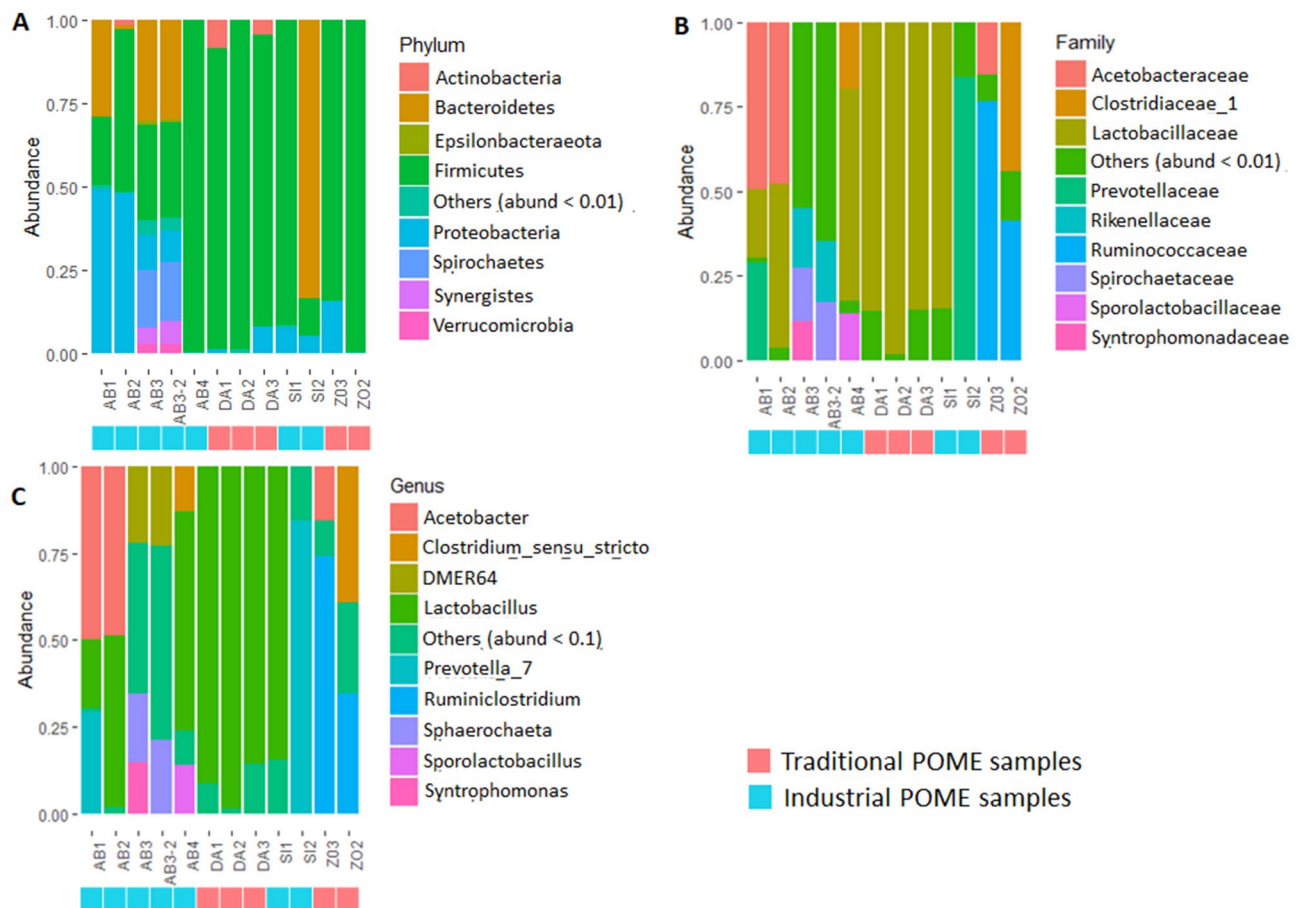 A
1.00
0.75
0.50
0.25
0.00
Abundance
AB1
AB2
AB3
AB3-2
AB4
DA1
DA2
DA3
SI1
SI2
Z03
ZO2
Phylum
Actinobacteria
Bacteroidetes
Epsilonbacteraeota
Firmicutes
Others (abund < 0.01)
Proteobacteria
Spirochaetes
Synergistes
Verrucomicrobia
B
1.00
0.75
0.50
0.25
0.00
Abundance
AB1
AB2
AB3
AB3-2
AB4
DA1
DA2
DA3
SI1
SI2
Z03
ZO2
Family
Acetobacteraceae
Clostridiaceae_1
Lactobacillaceae
Others (abund < 0.01)
Prevotellaceae
Rikenellaceae
Ruminococcaceae
Spirochaetaceae
Sporolactobacillaceae
Syntrophomonadaceae
C
1.00
0.75
0.50
0.25
0.00
Abundance
AB1
AB2
AB3
AB3-2
AB4
DA1
DA2
DA3
SI1
SI2
Z03
ZO2
Genus
Acetobacter
Clostridium_sensu_stricto
DMER64
Lactobacillus
Others (abund < 0.1)
Prevotella_7
Ruminiclostridium
Sphaerochaeta
Sporolactobacillus
Syntrophomonas
Traditional POME samples
Industrial POME samples